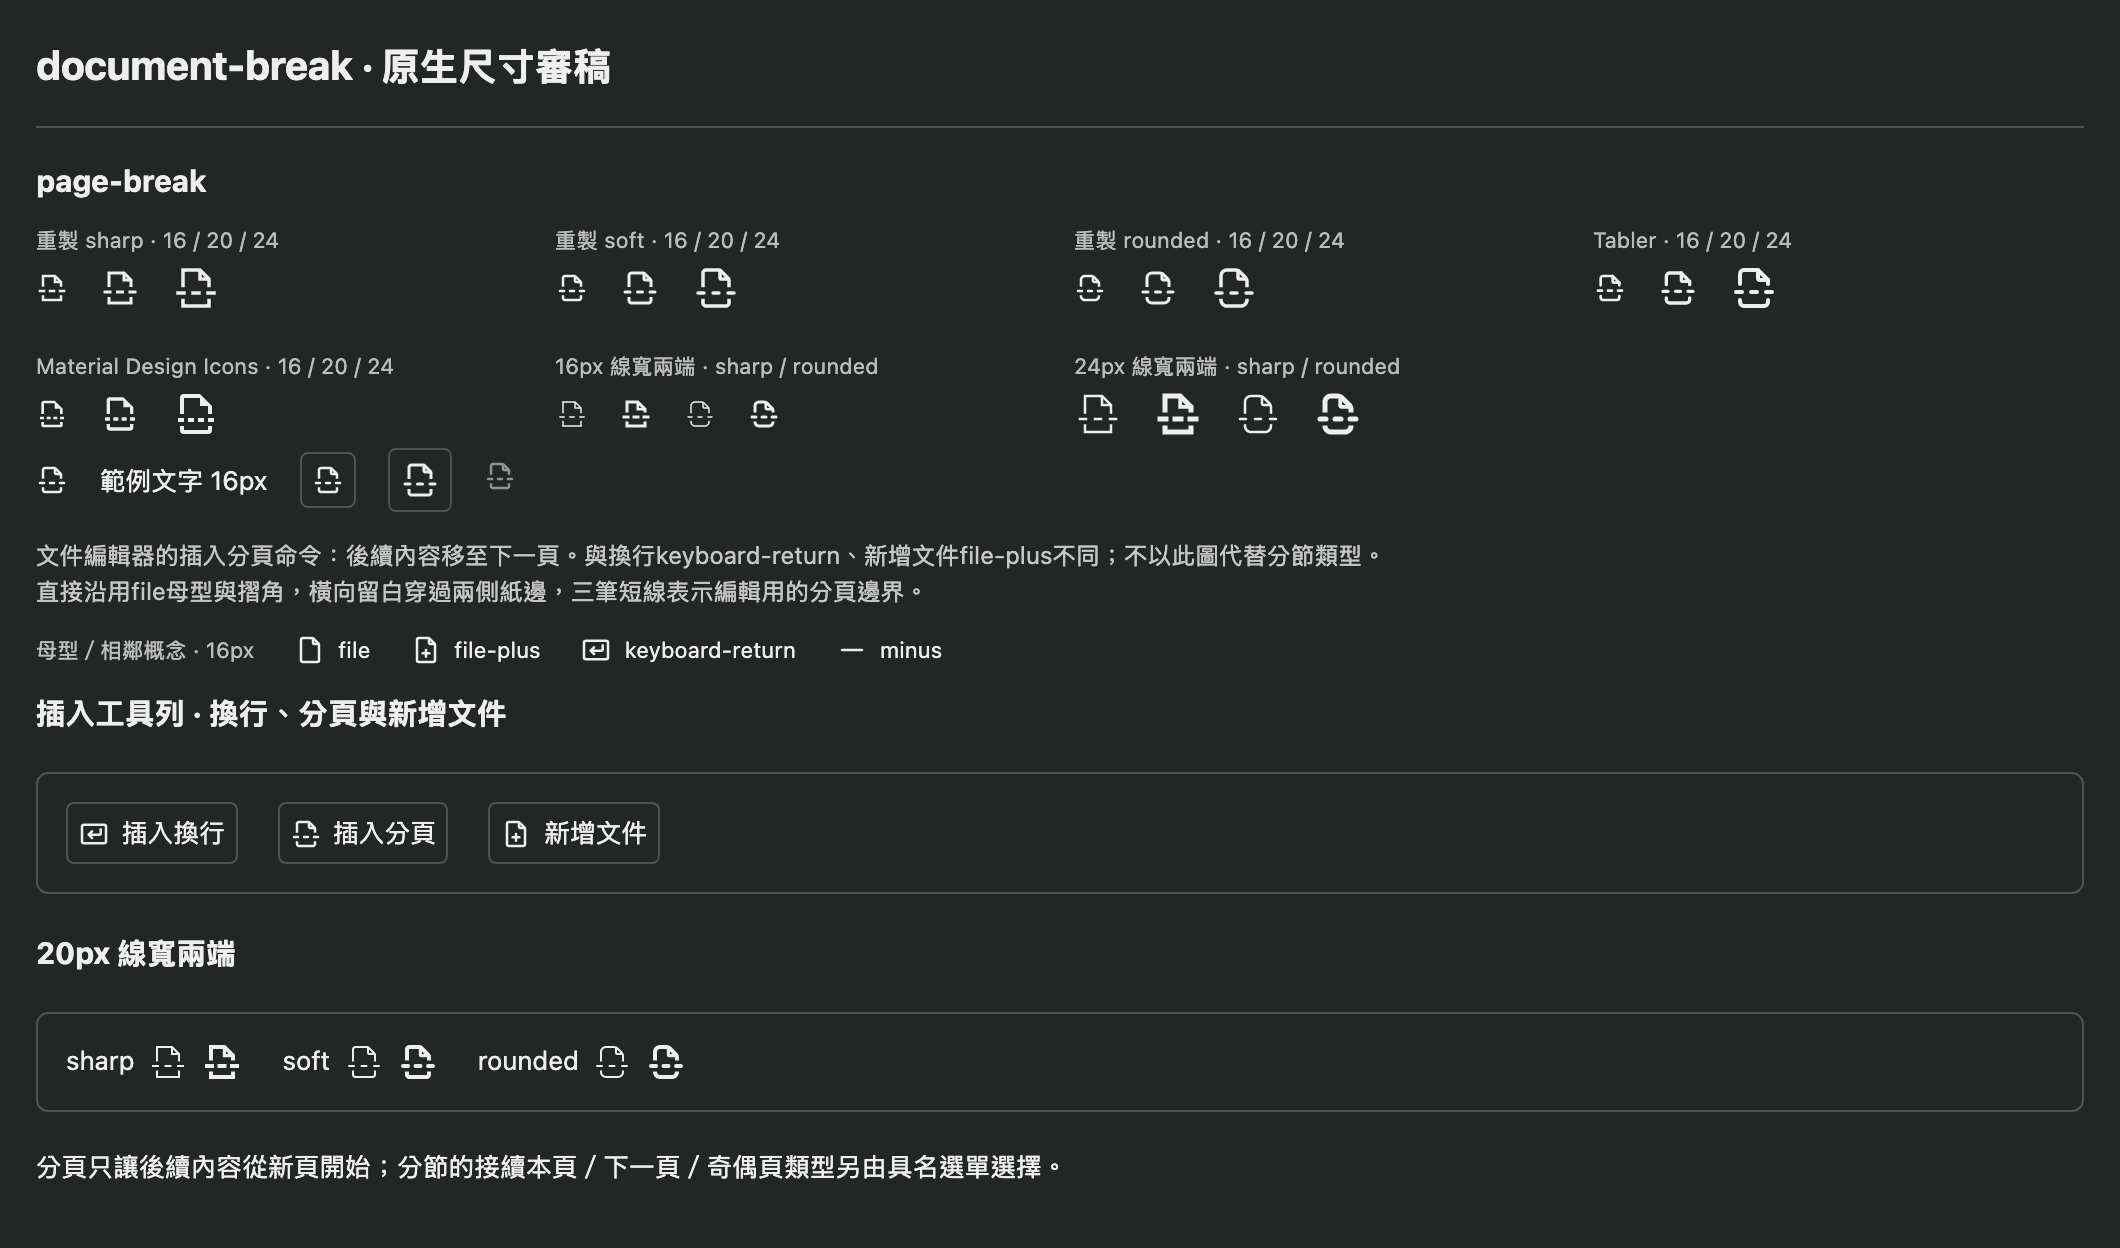 document-break · 原生尺寸審稿
page-break
重製 sharp · 16 / 20 / 24
重製 soft · 16 / 20 / 24
重製 rounded · 16 / 20 / 24
Tabler · 16 / 20 / 24
Material Design Icons · 16 / 20 / 24
16px 線寬兩端 · sharp / rounded
24px 線寬兩端 · sharp / rounded
範例文字 16px
文件編輯器的插入分頁命令：後續內容移至下一頁。與換行keyboard-return、新增文件file-plus不同；不以此圖代替分節類型。
直接沿用file母型與摺角，橫向留白穿過兩側紙邊，三筆短線表示編輯用的分頁邊界。
母型 / 相鄰概念 · 16px
file
file-plus
keyboard-return
minus
插入工具列 · 換行、分頁與新增文件
插入換行
插入分頁
新增文件
20px 線寬兩端
sharp
soft
rounded
分頁只讓後續內容從新頁開始；分節的接續本頁 / 下一頁 / 奇偶頁類型另由具名選單選擇。